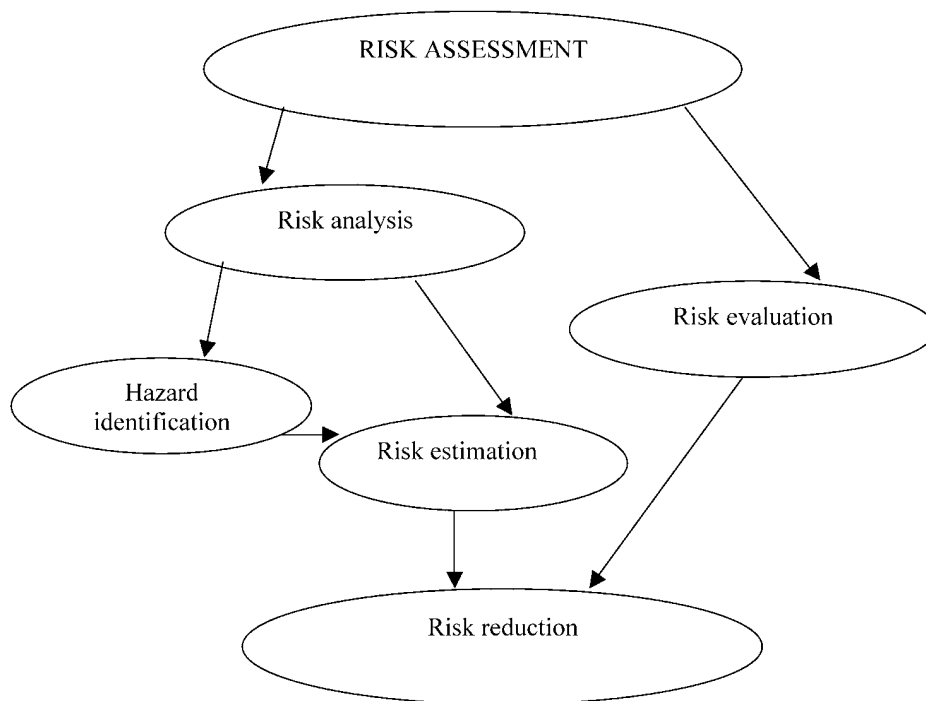 RISK ASSESSMENT
Risk analysis
Risk evaluation
Hazard
identification
Risk estimation
Risk reduction